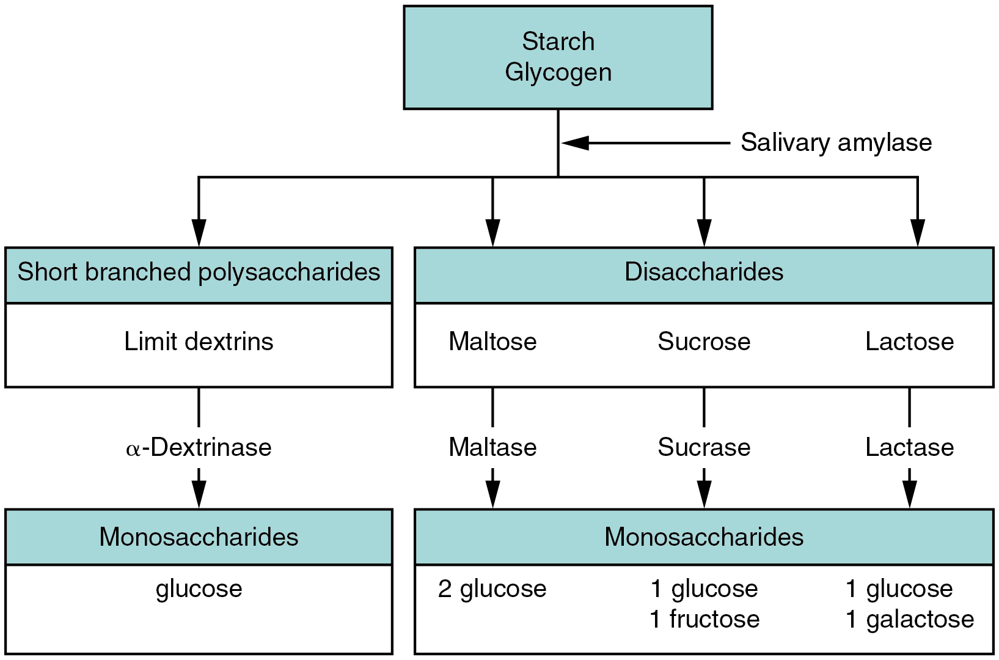 Starch
Glycogen
Salivary amylase
Short branched polysaccharides
Disaccharides
Limit dextrins
Maltose
Sucrose
Lactose
α-Dextrinase
Maltase
Sucrase
Lactase
Monosaccharides
Monosaccharides
glucose
2 glucose
1 glucose
1 fructose
1 glucose
1 galactose